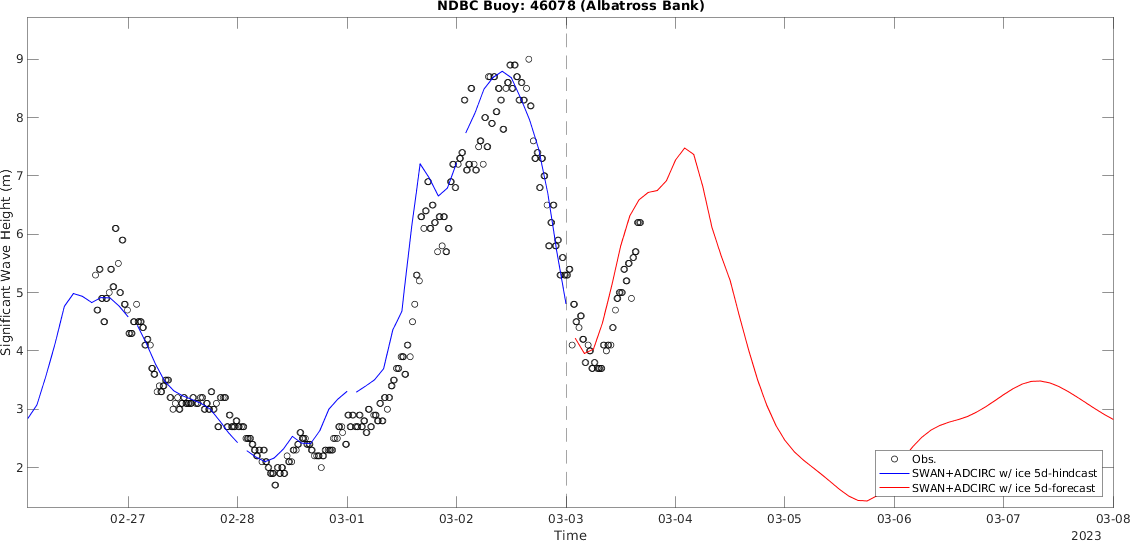 NDBC Buoy: 46078 (Albatross Bank)
Significant Wave Height (m)
9
8
7
6
5
4
3
2
Obs.
SWAN+ADCIRC w/ ice 5d-hindcast
SWAN+ADCIRC w/ ice 5d-forecast
02-27 02-28 03-01 03-02 03-03 03-04 03-05 03-06 03-07 03-08
Time
2023